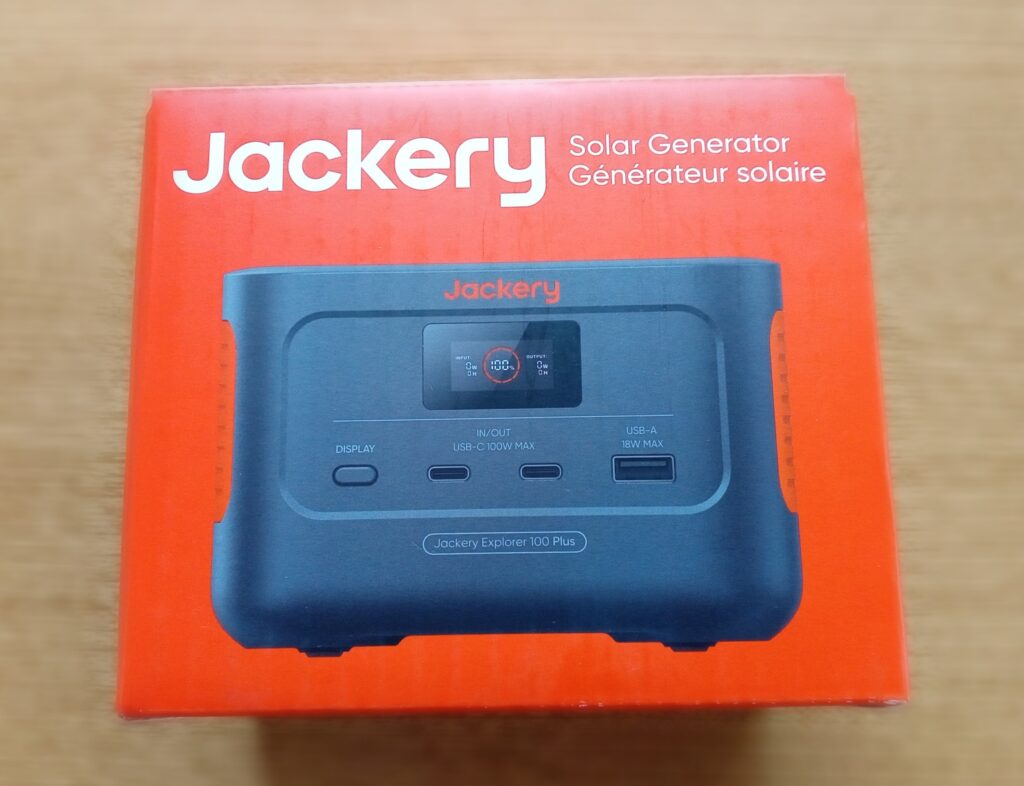 Jackery
Solar Generator
Générateur solaire
Jackery
INPUT:
0W
0H
100%
OUTPUT:
0W
0H
DISPLAY
IN/OUT
USB-C 100W MAX
USB-A
18W MAX
Jackery Explorer 100 Plus